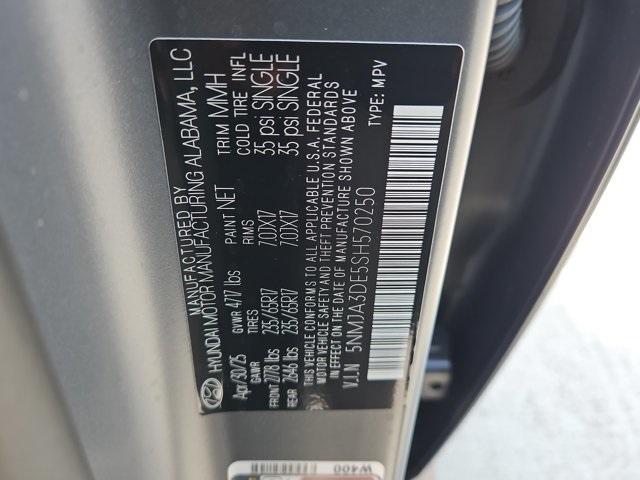 MANUFACTURED BY
HYUNDAI MOTOR MANUFACTURING ALABAMA, LLC
Apr/30/25 GVWR 4717 lbs PAINT NET TRIM MMH
GAWR TIRES RIMS COLD TIRE INFL
FRONT 2778 lbs 235/65R17 7.0JX17 35 psi SINGLE
REAR 2646 lbs 235/65R17 7.0JX17 35 psi SINGLE
THIS VEHICLE CONFORMS TO ALL APPLICABLE U.S.A. FEDERAL
MOTOR VEHICLE SAFETY AND THEFT PREVENTION STANDARDS
IN EFFECT ON THE DATE OF MANUFACTURE SHOWN ABOVE
V.I.N 5NMJA3DE5SH570250 TYPE: MPV
W400